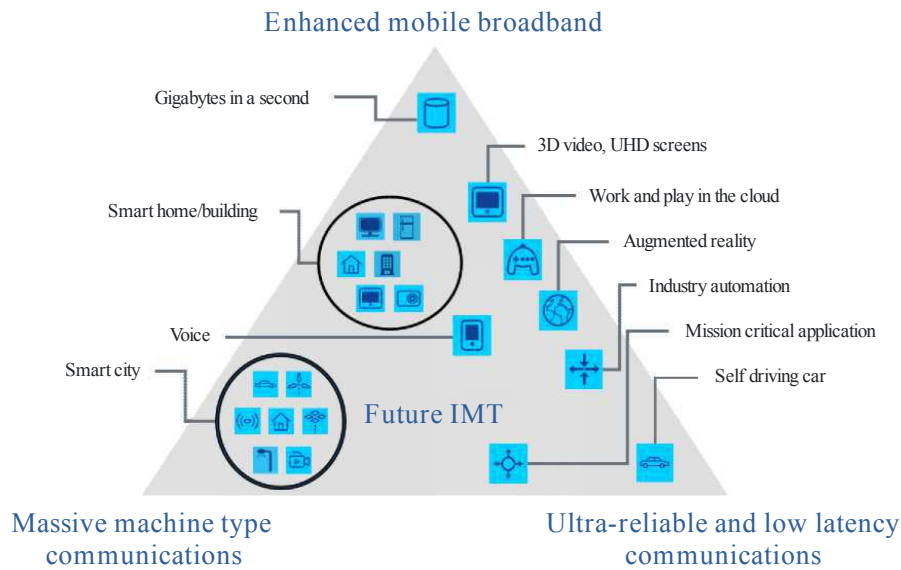 Enhanced mobile broadband
Gigabytes in a second
3D video, UHD screens
Work and play in the cloud
Smart home/building
Augmented reality
Industry automation
Voice
Mission critical application
Smart city
Self driving car
Future IMT
Massive machine type
communications
Ultra-reliable and low latency
communications